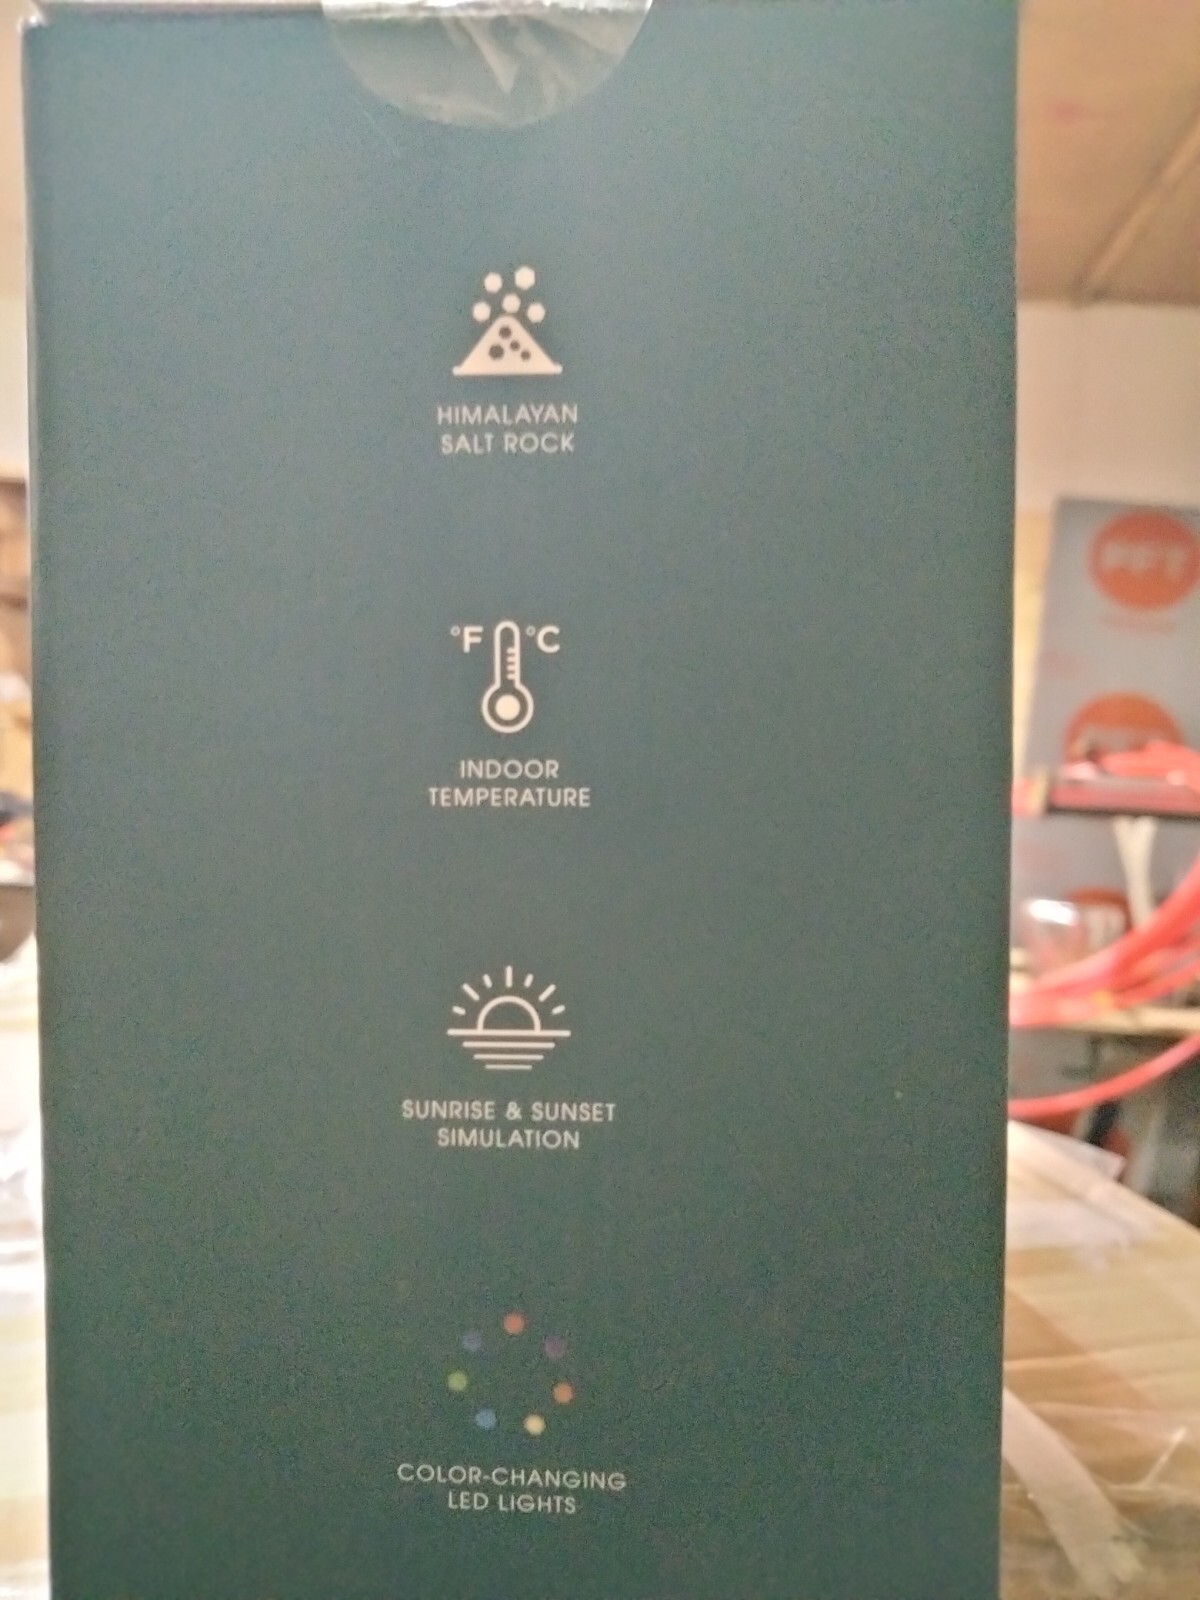 HIMALAYAN
SALT ROCK
°F °C
INDOOR
TEMPERATURE
SUNRISE & SUNSET
SIMULATION
COLOR-CHANGING
LED LIGHTS